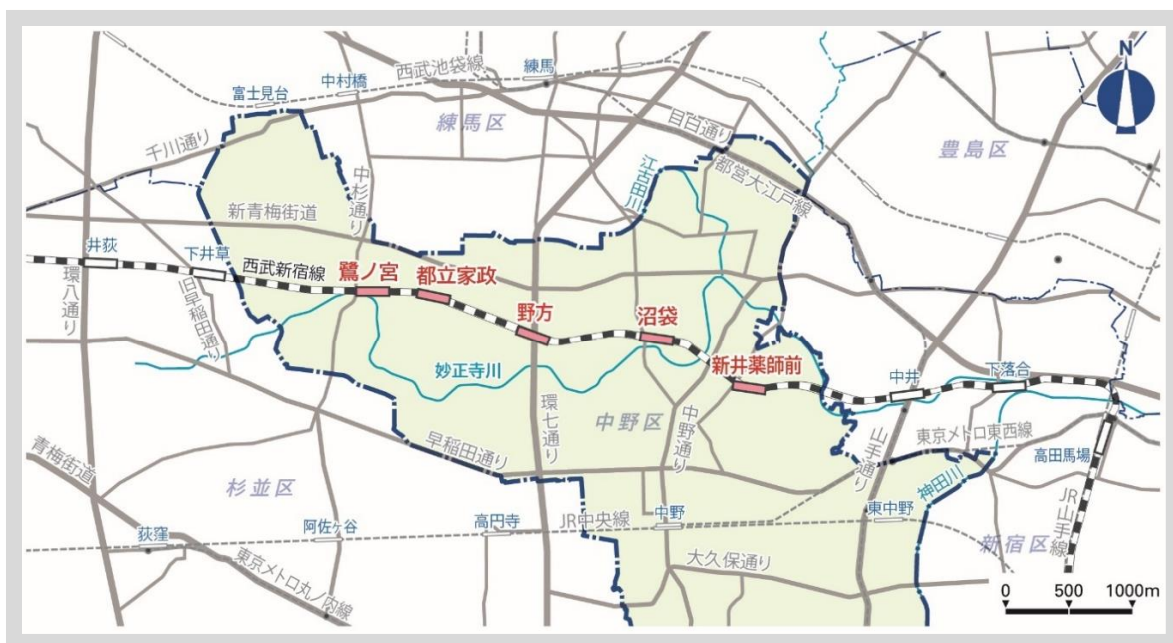 N
西武池袋線
練馬
中村橋
富士見台
練馬区
目白通り
豊島区
千川通り
中杉通り
江古田川
都営大江戸線
新青梅街道
井荻
下井草
西武新宿線
鷺ノ宮
都立家政
野方
沼袋
新井薬師前
環八通り
旧早稲田通り
妙正寺川
中井
下落合
環七通り
中野区
中野通り
山手通り
東京メトロ東西線
高田馬場
早稲田通り
青梅街道
杉並区
神田川
JR山手線
荻窪
阿佐ヶ谷
高円寺
JR中央線
中野
東中野
新宿区
東京メトロ丸ノ内線
大久保通り
0 500 1000m